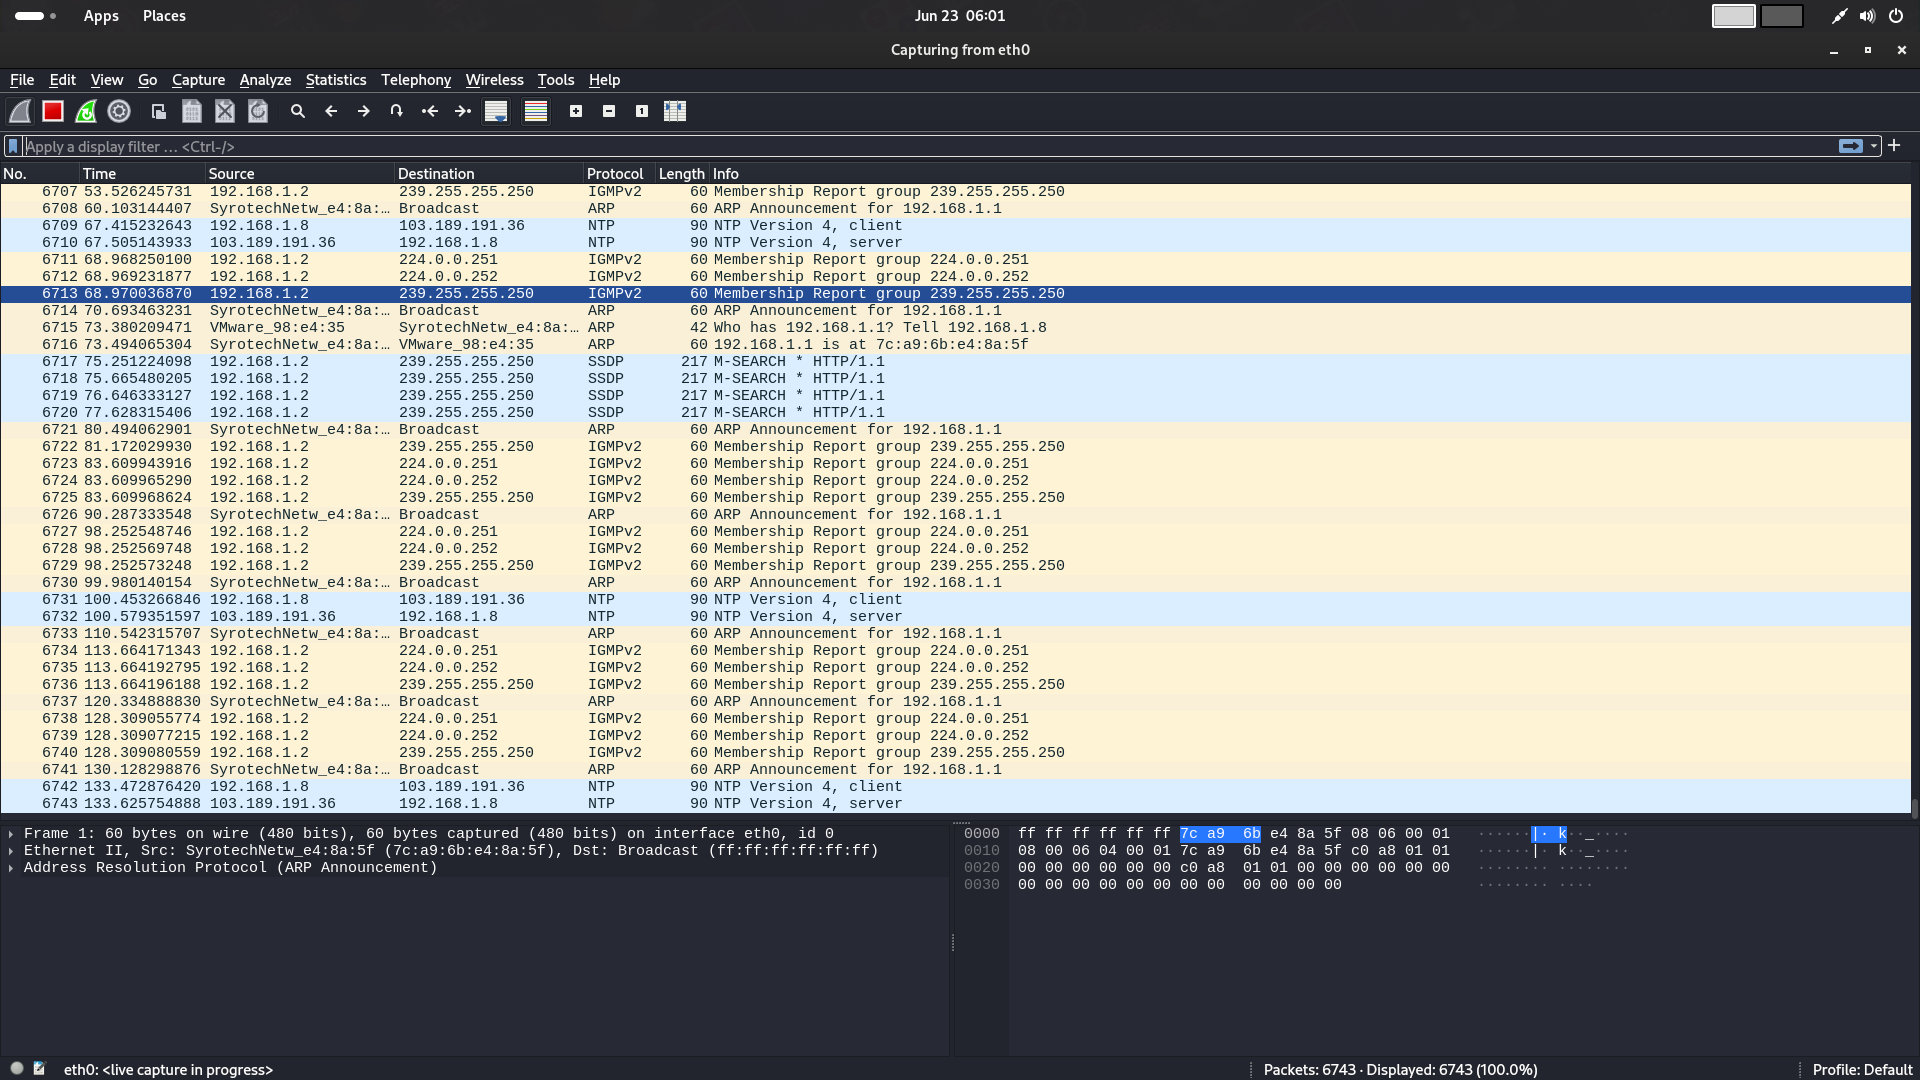 Apps Places Jun 23 06:01
Capturing from eth0
File Edit View Go Capture Analyze Statistics Telephony Wireless Tools Help
Apply a display filter … <Ctrl-/>
No. Time Source Destination Protocol Length Info
6707 53.526245731 192.168.1.2 239.255.255.250 IGMPv2 60 Membership Report group 239.255.255.250
6708 60.103144407 SyrotechNetw_e4:8a:… Broadcast ARP 60 ARP Announcement for 192.168.1.1
6709 67.415232643 192.168.1.8 103.189.191.36 NTP 90 NTP Version 4, client
6710 67.505143933 103.189.191.36 192.168.1.8 NTP 90 NTP Version 4, server
6711 68.968250100 192.168.1.2 224.0.0.251 IGMPv2 60 Membership Report group 224.0.0.251
6712 68.969231877 192.168.1.2 224.0.0.252 IGMPv2 60 Membership Report group 224.0.0.252
6713 68.970036870 192.168.1.2 239.255.255.250 IGMPv2 60 Membership Report group 239.255.255.250
6714 70.693463231 SyrotechNetw_e4:8a:… Broadcast ARP 60 ARP Announcement for 192.168.1.1
6715 73.380209471 VMware_98:e4:35 SyrotechNetw_e4:8a:… ARP 42 Who has 192.168.1.1? Tell 192.168.1.8
6716 73.494065304 SyrotechNetw_e4:8a:… VMware_98:e4:35 ARP 60 192.168.1.1 is at 7c:a9:6b:e4:8a:5f
6717 75.251224098 192.168.1.2 239.255.255.250 SSDP 217 M-SEARCH * HTTP/1.1
6718 75.665480205 192.168.1.2 239.255.255.250 SSDP 217 M-SEARCH * HTTP/1.1
6719 76.646333127 192.168.1.2 239.255.255.250 SSDP 217 M-SEARCH * HTTP/1.1
6720 77.628315406 192.168.1.2 239.255.255.250 SSDP 217 M-SEARCH * HTTP/1.1
6721 80.494062901 SyrotechNetw_e4:8a:… Broadcast ARP 60 ARP Announcement for 192.168.1.1
6722 81.172029930 192.168.1.2 239.255.255.250 IGMPv2 60 Membership Report group 239.255.255.250
6723 83.609943916 192.168.1.2 224.0.0.251 IGMPv2 60 Membership Report group 224.0.0.251
6724 83.609965290 192.168.1.2 224.0.0.252 IGMPv2 60 Membership Report group 224.0.0.252
6725 83.609968624 192.168.1.2 239.255.255.250 IGMPv2 60 Membership Report group 239.255.255.250
6726 90.287333548 SyrotechNetw_e4:8a:… Broadcast ARP 60 ARP Announcement for 192.168.1.1
6727 98.252548746 192.168.1.2 224.0.0.251 IGMPv2 60 Membership Report group 224.0.0.251
6728 98.252569748 192.168.1.2 224.0.0.252 IGMPv2 60 Membership Report group 224.0.0.252
6729 98.252573248 192.168.1.2 239.255.255.250 IGMPv2 60 Membership Report group 239.255.255.250
6730 99.980140154 SyrotechNetw_e4:8a:… Broadcast ARP 60 ARP Announcement for 192.168.1.1
6731 100.453266846 192.168.1.8 103.189.191.36 NTP 90 NTP Version 4, client
6732 100.579351597 103.189.191.36 192.168.1.8 NTP 90 NTP Version 4, server
6733 110.542315707 SyrotechNetw_e4:8a:… Broadcast ARP 60 ARP Announcement for 192.168.1.1
6734 113.664171343 192.168.1.2 224.0.0.251 IGMPv2 60 Membership Report group 224.0.0.251
6735 113.664192795 192.168.1.2 224.0.0.252 IGMPv2 60 Membership Report group 224.0.0.252
6736 113.664196188 192.168.1.2 239.255.255.250 IGMPv2 60 Membership Report group 239.255.255.250
6737 120.334888830 SyrotechNetw_e4:8a:… Broadcast ARP 60 ARP Announcement for 192.168.1.1
6738 128.309055774 192.168.1.2 224.0.0.251 IGMPv2 60 Membership Report group 224.0.0.251
6739 128.309077215 192.168.1.2 224.0.0.252 IGMPv2 60 Membership Report group 224.0.0.252
6740 128.309080559 192.168.1.2 239.255.255.250 IGMPv2 60 Membership Report group 239.255.255.250
6741 130.128298876 SyrotechNetw_e4:8a:… Broadcast ARP 60 ARP Announcement for 192.168.1.1
6742 133.472876420 192.168.1.8 103.189.191.36 NTP 90 NTP Version 4, client
6743 133.625754888 103.189.191.36 192.168.1.8 NTP 90 NTP Version 4, server
Frame 1: 60 bytes on wire (480 bits), 60 bytes captured (480 bits) on interface eth0, id 0
Ethernet II, Src: SyrotechNetw_e4:8a:5f (7c:a9:6b:e4:8a:5f), Dst: Broadcast (ff:ff:ff:ff:ff:ff)
Address Resolution Protocol (ARP Announcement)
0000 ff ff ff ff ff ff 7c a9 6b e4 8a 5f 08 06 00 01 ······|· k··_····
0010 08 00 06 04 00 01 7c a9 6b e4 8a 5f c0 a8 01 01 ······|· k··_····
0020 00 00 00 00 00 00 c0 a8 01 01 00 00 00 00 00 00 ········ ········
0030 00 00 00 00 00 00 00 00 00 00 00 00 ········ ····
eth0: <live capture in progress> Packets: 6743 · Displayed: 6743 (100.0%) Profile: Default